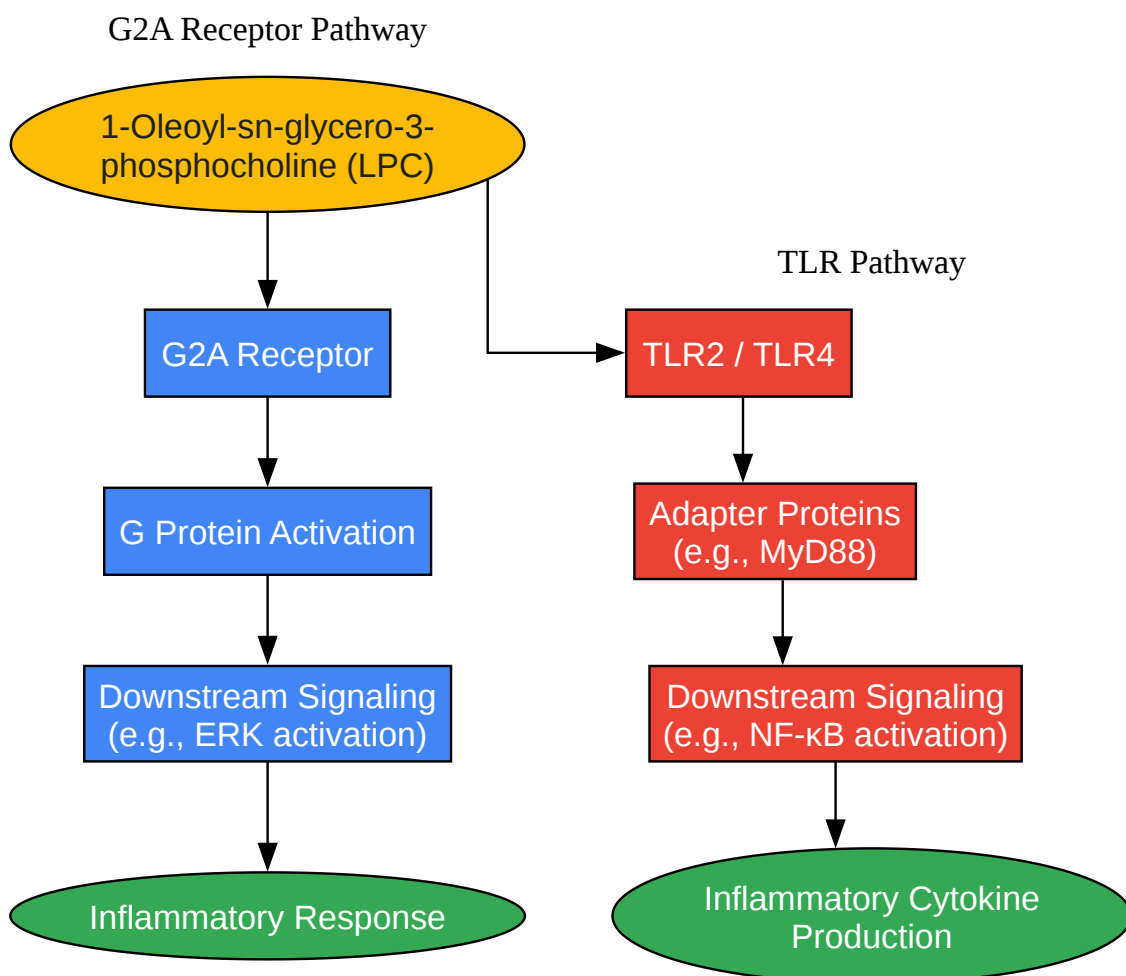 G2A Receptor Pathway
1-Oleoyl-sn-glycero-3-
phosphocholine (LPC)
G2A Receptor
G Protein Activation
Downstream Signaling
(e.g., ERK activation)
Inflammatory Response
TLR Pathway
TLR2 / TLR4
Adapter Proteins
(e.g., MyD88)
Downstream Signaling
(e.g., NF-κB activation)
Inflammatory Cytokine
Production